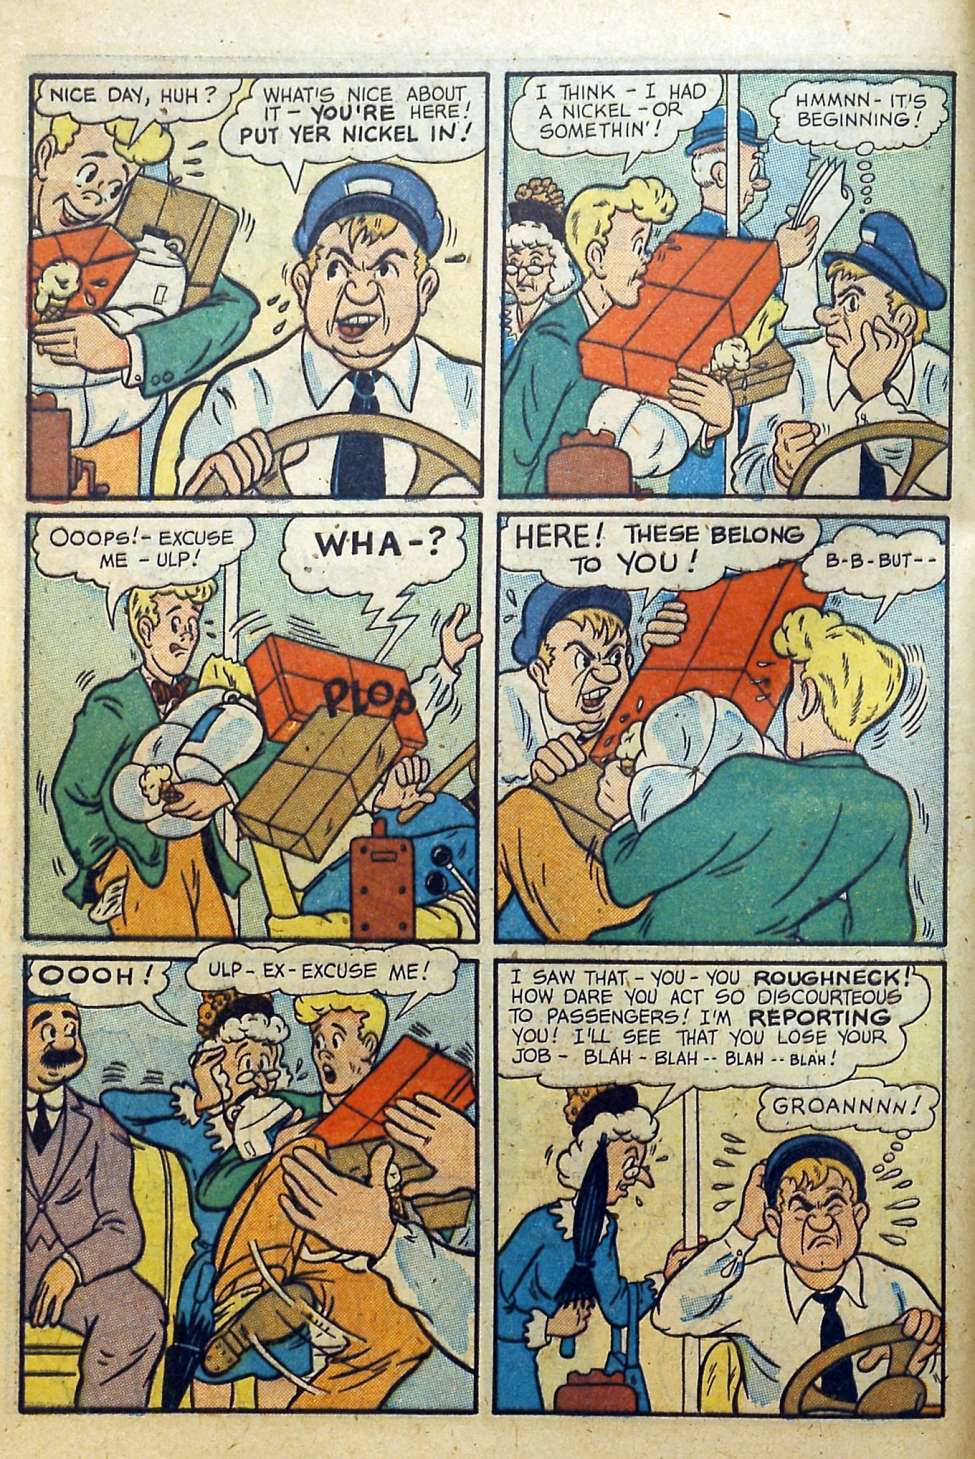 NICE DAY, HUH?
WHAT'S NICE ABOUT
IT - YOU'RE HERE!
PUT YER NICKEL IN!
I THINK - I HAD
A NICKEL - OR
SOMETHIN'!
HMMNN - IT'S
BEGINNING!
OOOPS! - EXCUSE
ME - ULP!
WHA-?
PLOP
HERE! THESE BELONG
TO YOU!
B-B-BUT--
OOOH!
ULP-EX-EXCUSE ME!
I SAW THAT - YOU - YOU ROUGHNECK!
HOW DARE YOU ACT SO DISCOURTEOUS
TO PASSENGERS! I'M REPORTING
YOU! I'LL SEE THAT YOU LOSE YOUR
JOB - BLAH - BLAH -- BLAH -- BLAH!
GROANNNN!